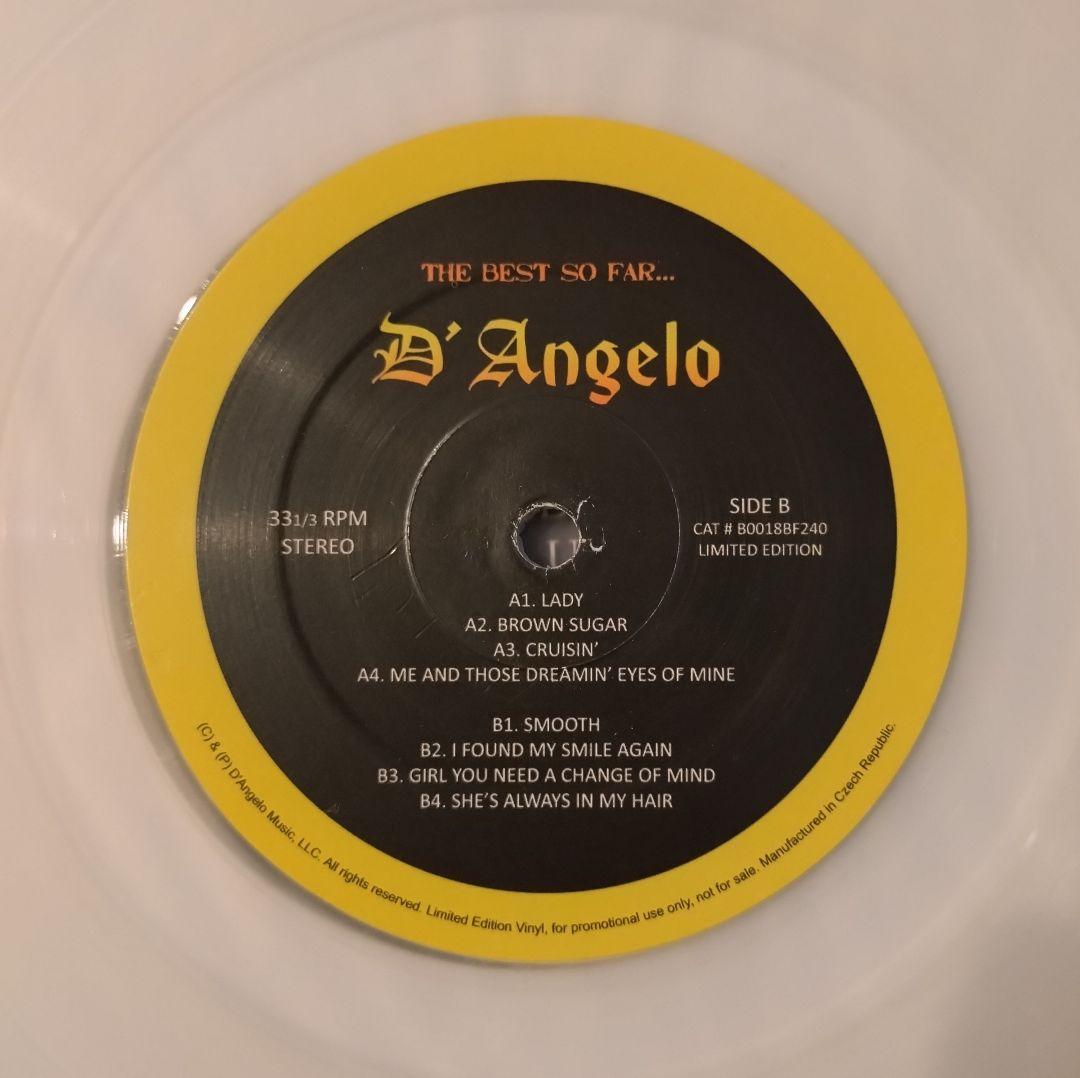 THE BEST SO FAR...
D'Angelo
33 1/3 RPM
STEREO
SIDE B
CAT # B0018BF240
LIMITED EDITION
A1. LADY
A2. BROWN SUGAR
A3. CRUISIN'
A4. ME AND THOSE DREAMIN' EYES OF MINE
B1. SMOOTH
B2. I FOUND MY SMILE AGAIN
B3. GIRL YOU NEED A CHANGE OF MIND
B4. SHE'S ALWAYS IN MY HAIR
(C) & (P) D'Angelo Music, LLC. All rights reserved. Limited Edition Vinyl, for promotional use only, not for sale. Manufactured in Czech Republic.